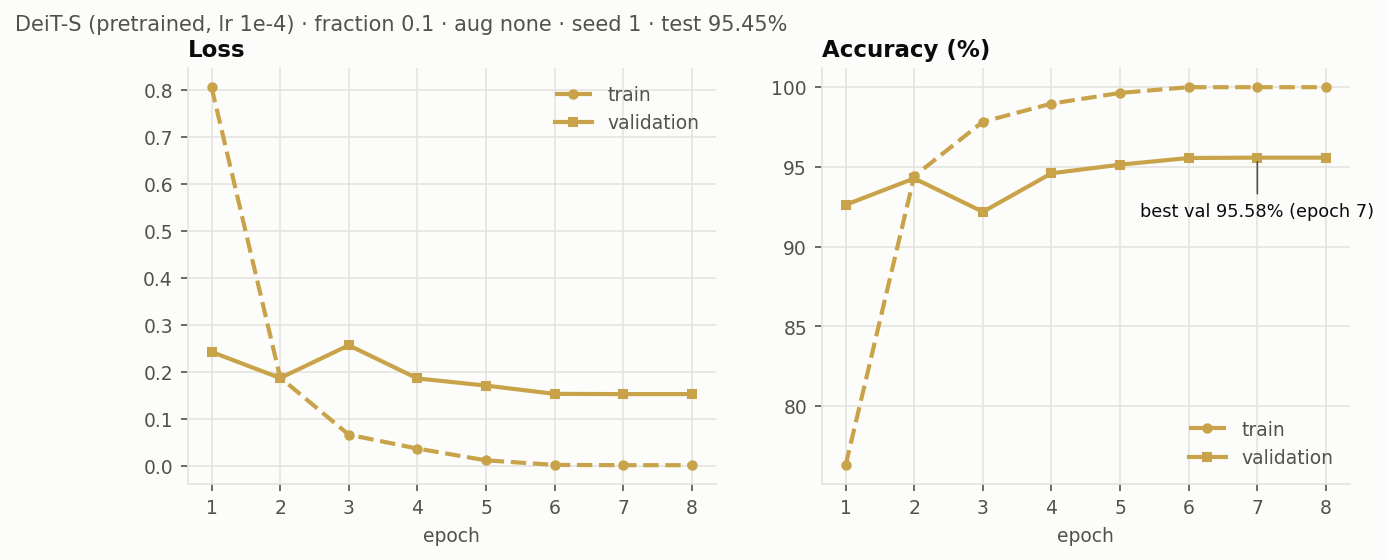 DeiT-S (pretrained, lr 1e-4) · fraction 0.1 · aug none · seed 1 · test 95.45%
Loss
0.8
0.7
0.6
0.5
0.4
0.3
0.2
0.1
0.0
train
validation
1 2 3 4 5 6 7 8
epoch
Accuracy (%)
100
95
90
85
80
best val 95.58% (epoch 7)
train
validation
1 2 3 4 5 6 7 8
epoch